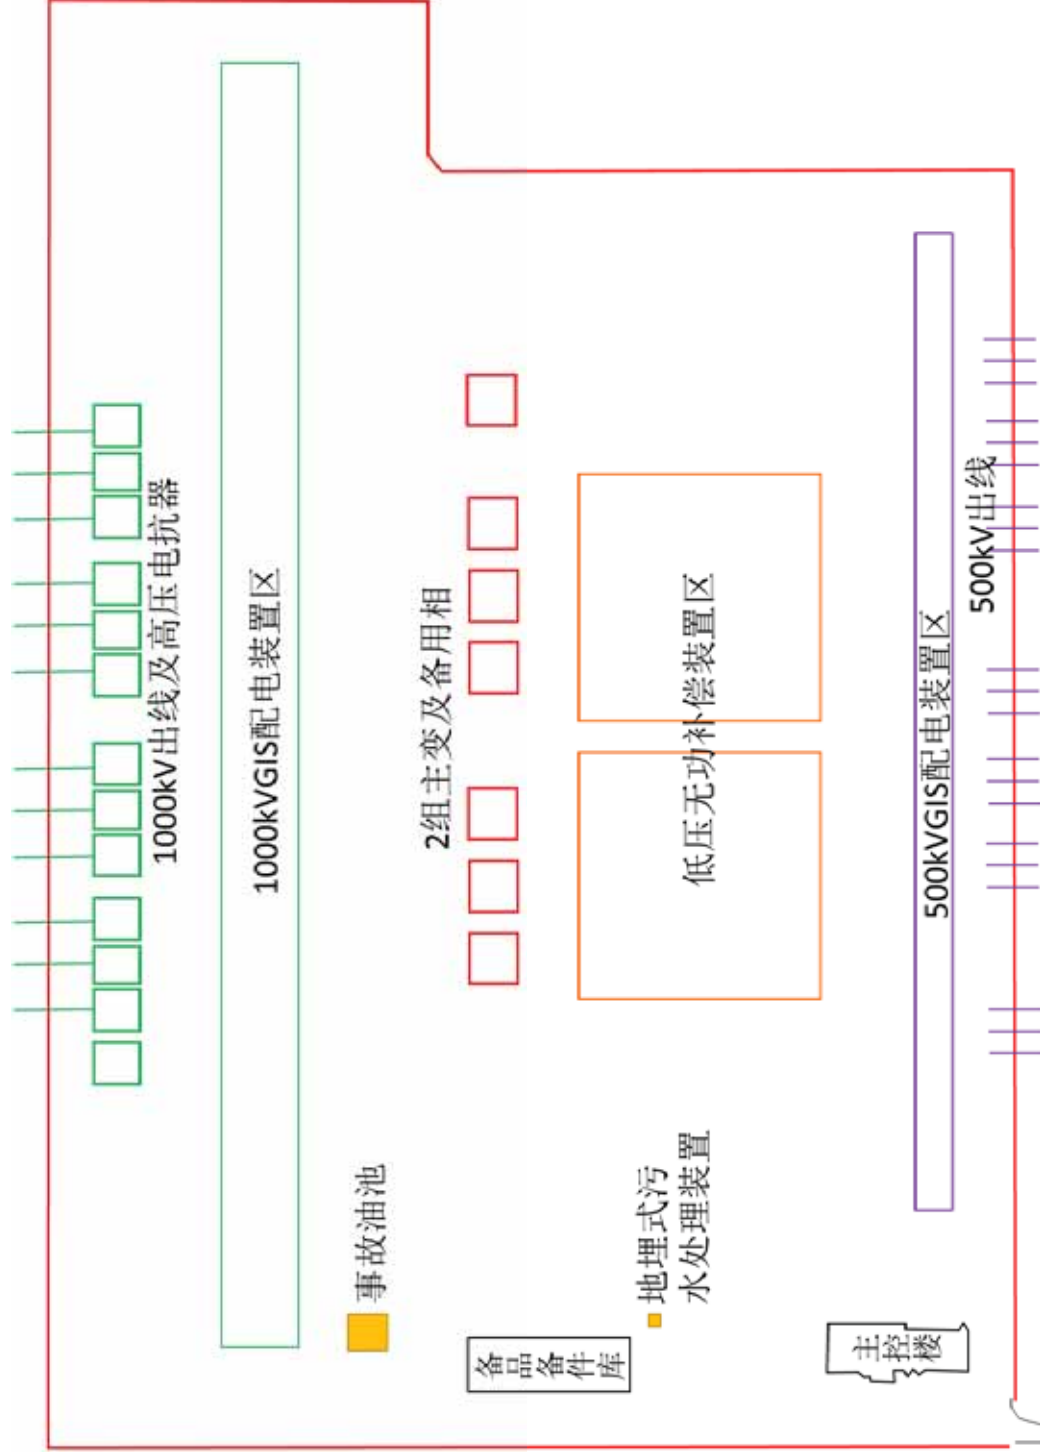 1000kV出线及高压电抗器
1000kVGIS配电装置区
2组主变及备用相
低压无功补偿装置区
500kVGIS配电装置区
500kV出线
事故油池
地埋式污
水处理装置
备品备件库
主控楼